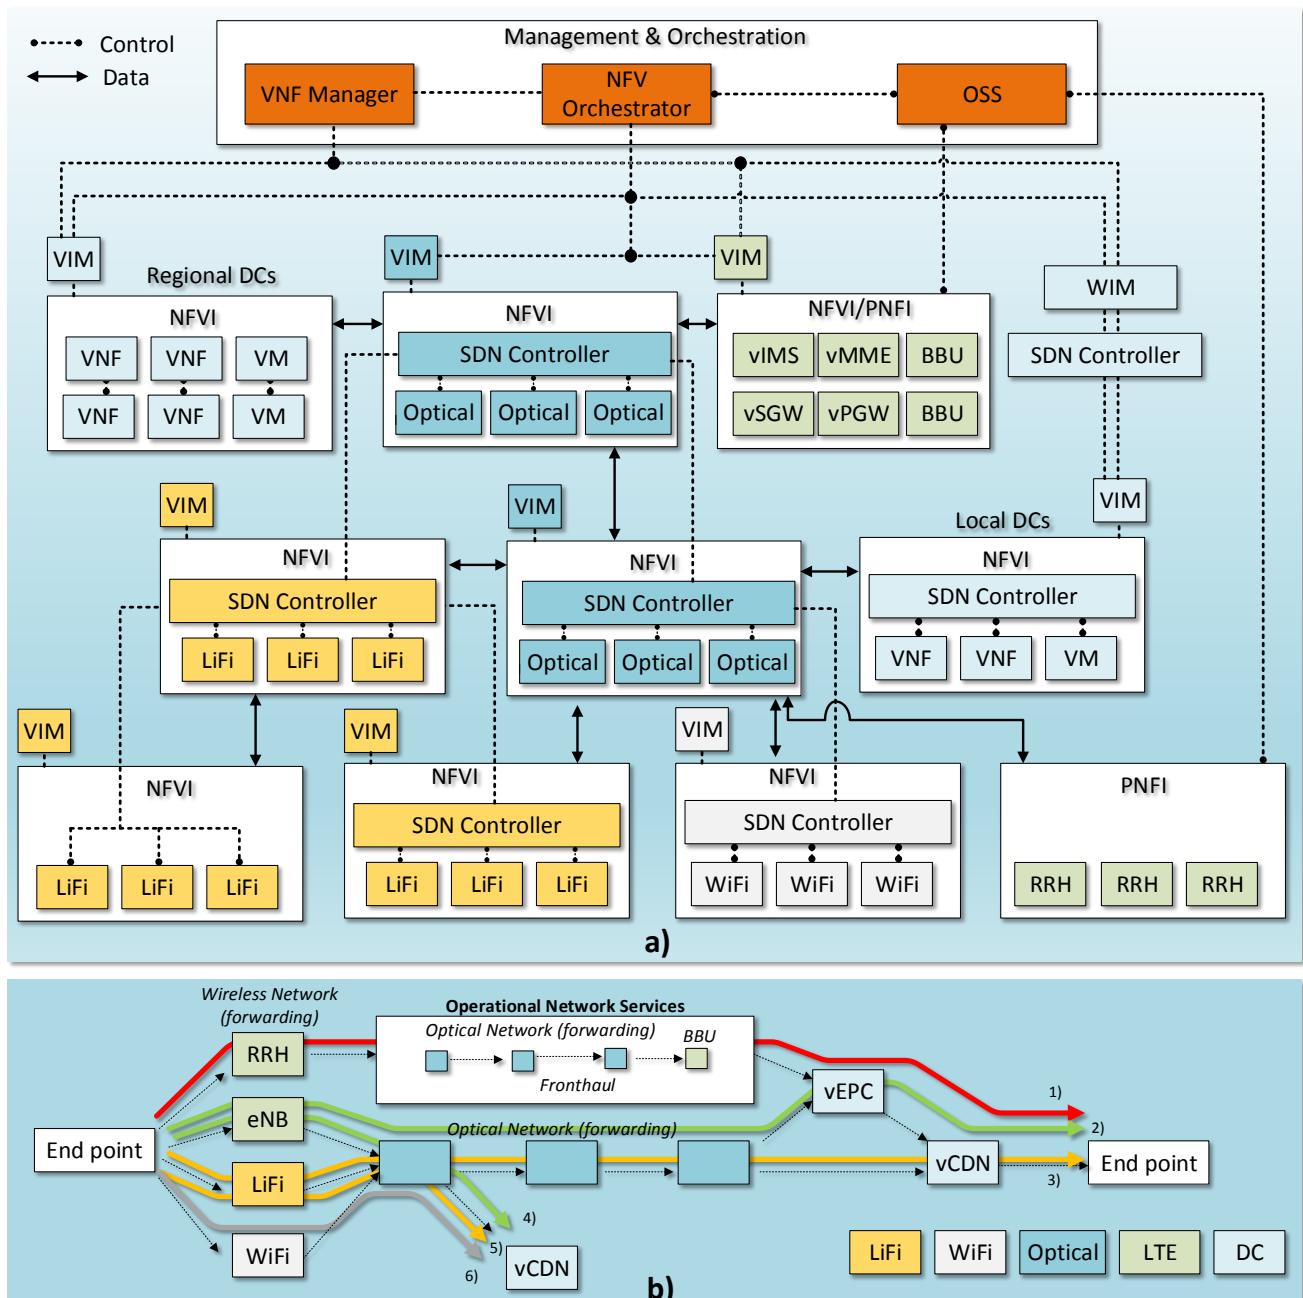 Management & Orchestration
Control
Data
VNF Manager
NFV
Orchestrator
OSS
VIM
Regional DCs
VIM
VIM
WIM
NFVI
VNF
VNF
VM
VNF
VNF
VM
NFVI
SDN Controller
Optical
Optical
Optical
NFVI/PNFI
vIMS
vMME
BBU
vSGW
vPGW
BBU
SDN Controller
VIM
VIM
Local DCs
VIM
NFVI
SDN Controller
LiFi
LiFi
LiFi
NFVI
SDN Controller
Optical
Optical
Optical
NFVI
SDN Controller
VNF
VNF
VM
VIM
VIM
VIM
NFVI
LiFi
LiFi
LiFi
NFVI
SDN Controller
LiFi
LiFi
LiFi
NFVI
SDN Controller
WiFi
WiFi
WiFi
PNFI
RRH
RRH
RRH
a)
Wireless Network
(forwarding)
Operational Network Services
Optical Network (forwarding)
BBU
Fronthaul
RRH
eNB
End point
LiFi
WiFi
Optical Network (forwarding)
vEPC
vCDN
End point
1)
2)
3)
4)
5)
6)
vCDN
LiFi
WiFi
Optical
LTE
DC
b)